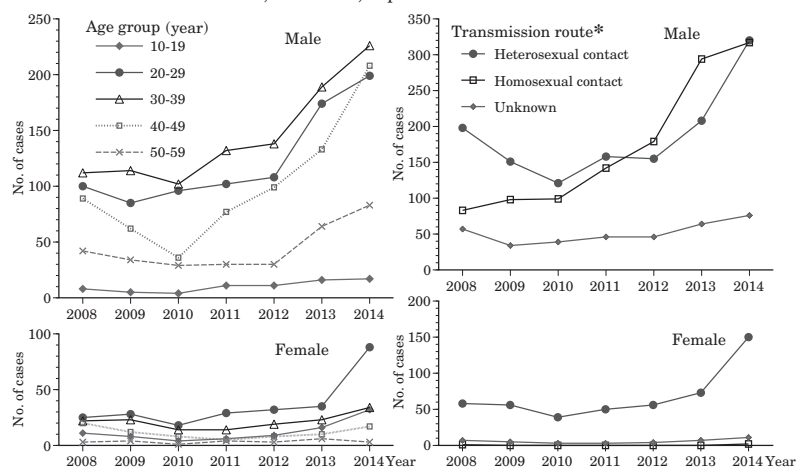 Age group (year)
10-19
20-29
30-39
40-49
50-59
Male
No. of cases
250
200
150
100
50
0
2008 2009 2010 2011 2012 2013 2014
Transmission route*
Heterosexual contact
Homosexual contact
Unknown
Male
No. of cases
350
300
250
200
150
100
50
0
2008 2009 2010 2011 2012 2013 2014
Female
No. of cases
100
50
0
2008 2009 2010 2011 2012 2013 2014 Year
Female
No. of cases
200
150
100
50
0
2008 2009 2010 2011 2012 2013 2014 Year